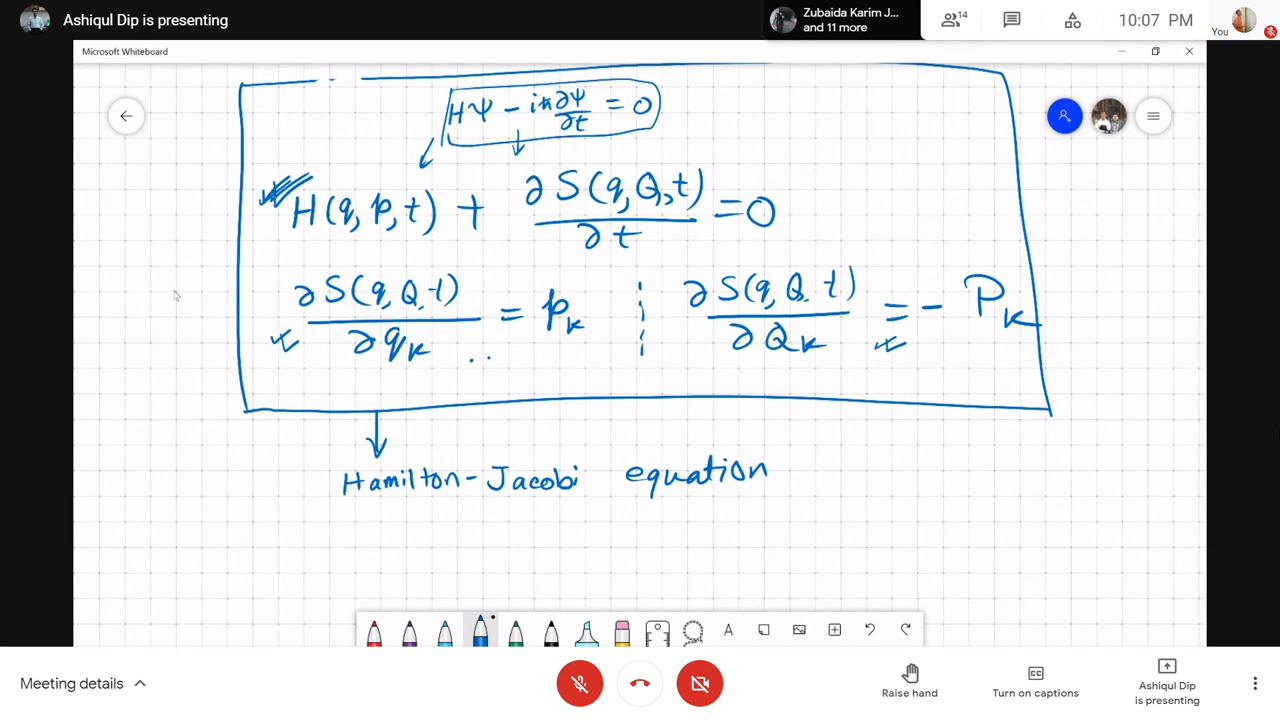 Ashiqul Dip is presenting
Zubaida Karim J...
and 11 more
14
10:07 PM
You
Microsoft Whiteboard
HΨ − iħ ∂Ψ/∂t = 0
H(q, p, t) + ∂S(q, Q, t)/∂t = 0
∂S(q, Q, t)/∂q_k = p_k ¦ ∂S(q, Q, t)/∂Q_k = − P_k
Hamilton-Jacobi equation
A
Meeting details
Raise hand
Turn on captions
Ashiqul Dip
is presenting